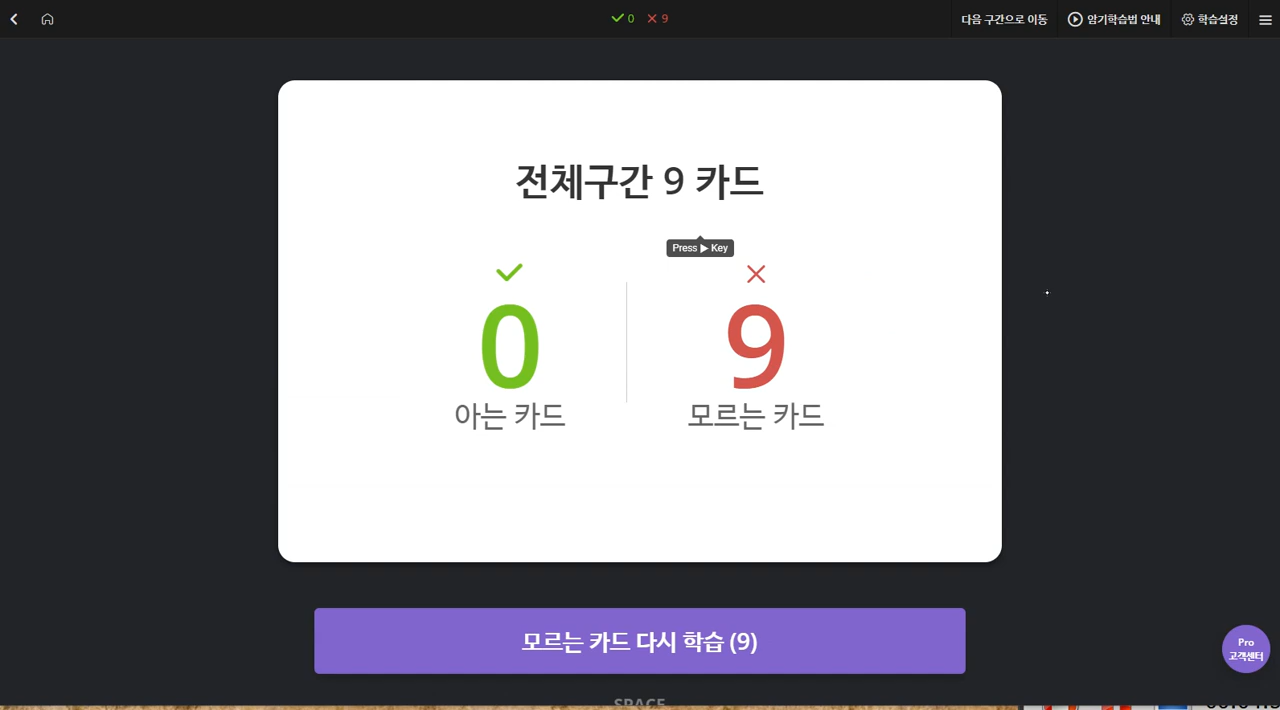 0 9 다음 구간으로 이동 암기학습법 안내 학습설정
전체구간 9 카드
Press ▶ Key
0 9
아는 카드 모르는 카드
모르는 카드 다시 학습 (9)
Pro
고객센터
SPACE